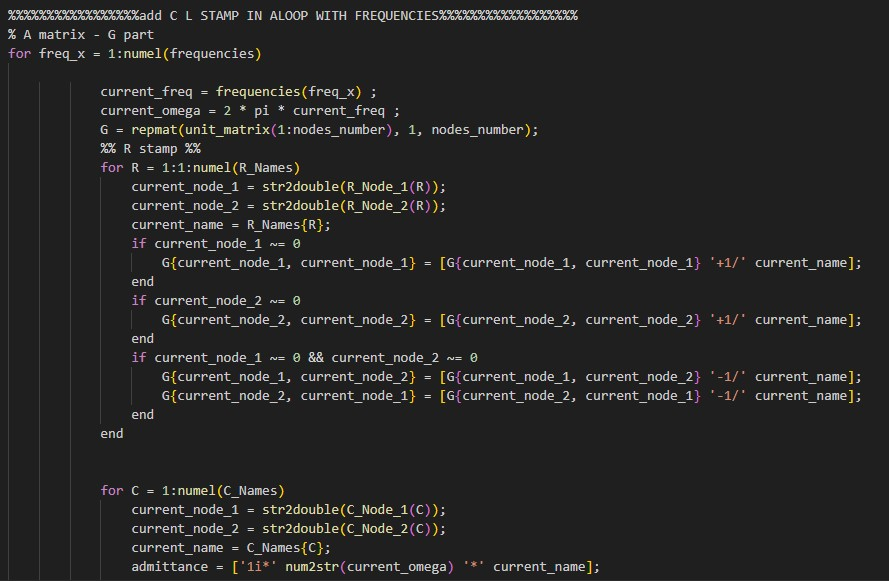 %%%%%%%%%%%%%%%%%add C L STAMP IN ALOOP WITH FREQUENCIES%%%%%%%%%%%%%%%%%%
% A matrix - G part
for freq_x = 1:numel(frequencies)
current_freq = frequencies(freq_x) ;
current_omega = 2 * pi * current_freq ;
G = repmat(unit_matrix(1:nodes_number), 1, nodes_number);
%% R stamp %%
for R = 1:1:numel(R_Names)
current_node_1 = str2double(R_Node_1(R));
current_node_2 = str2double(R_Node_2(R));
current_name = R_Names{R};
if current_node_1 ~= 0
G{current_node_1, current_node_1} = [G{current_node_1, current_node_1} '+1/' current_name];
end
if current_node_2 ~= 0
G{current_node_2, current_node_2} = [G{current_node_2, current_node_2} '+1/' current_name];
end
if current_node_1 ~= 0 && current_node_2 ~= 0
G{current_node_1, current_node_2} = [G{current_node_1, current_node_2} '-1/' current_name];
G{current_node_2, current_node_1} = [G{current_node_2, current_node_1} '-1/' current_name];
end
end
for C = 1:numel(C_Names)
current_node_1 = str2double(C_Node_1(C));
current_node_2 = str2double(C_Node_2(C));
current_name = C_Names{C};
admittance = ['1i*' num2str(current_omega) '*' current_name];